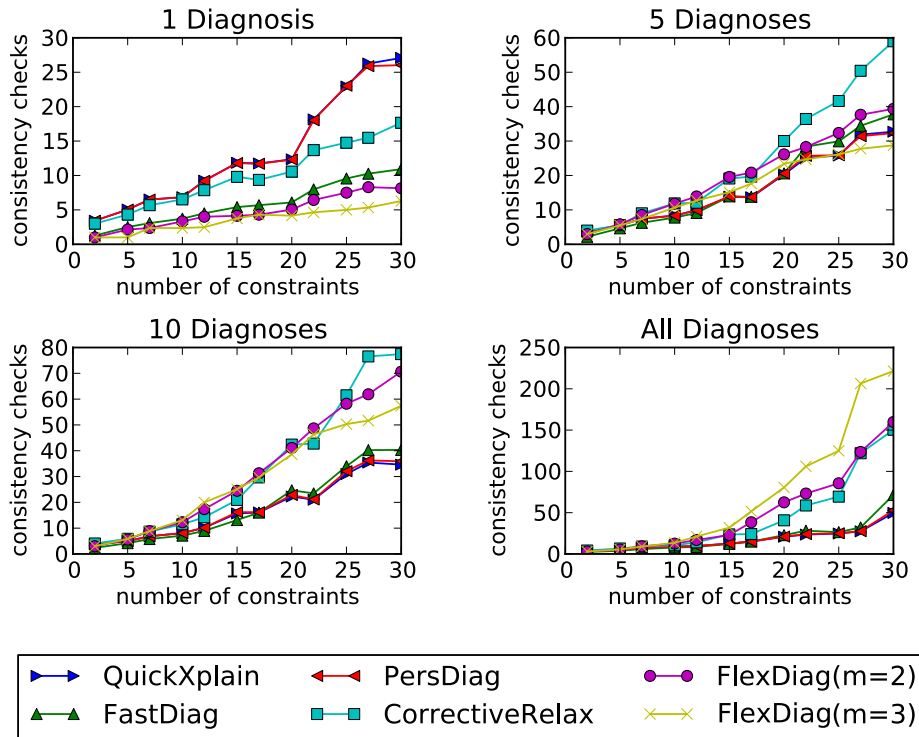 1 Diagnosis
consistency checks
30
25
20
15
10
5
0
0 5 10 15 20 25 30
number of constraints
5 Diagnoses
consistency checks
60
50
40
30
20
10
0
0 5 10 15 20 25 30
number of constraints
10 Diagnoses
consistency checks
80
70
60
50
40
30
20
10
0
0 5 10 15 20 25 30
number of constraints
All Diagnoses
consistency checks
250
200
150
100
50
0
0 5 10 15 20 25 30
number of constraints
QuickXplain PersDiag FlexDiag(m=2)
FastDiag CorrectiveRelax FlexDiag(m=3)